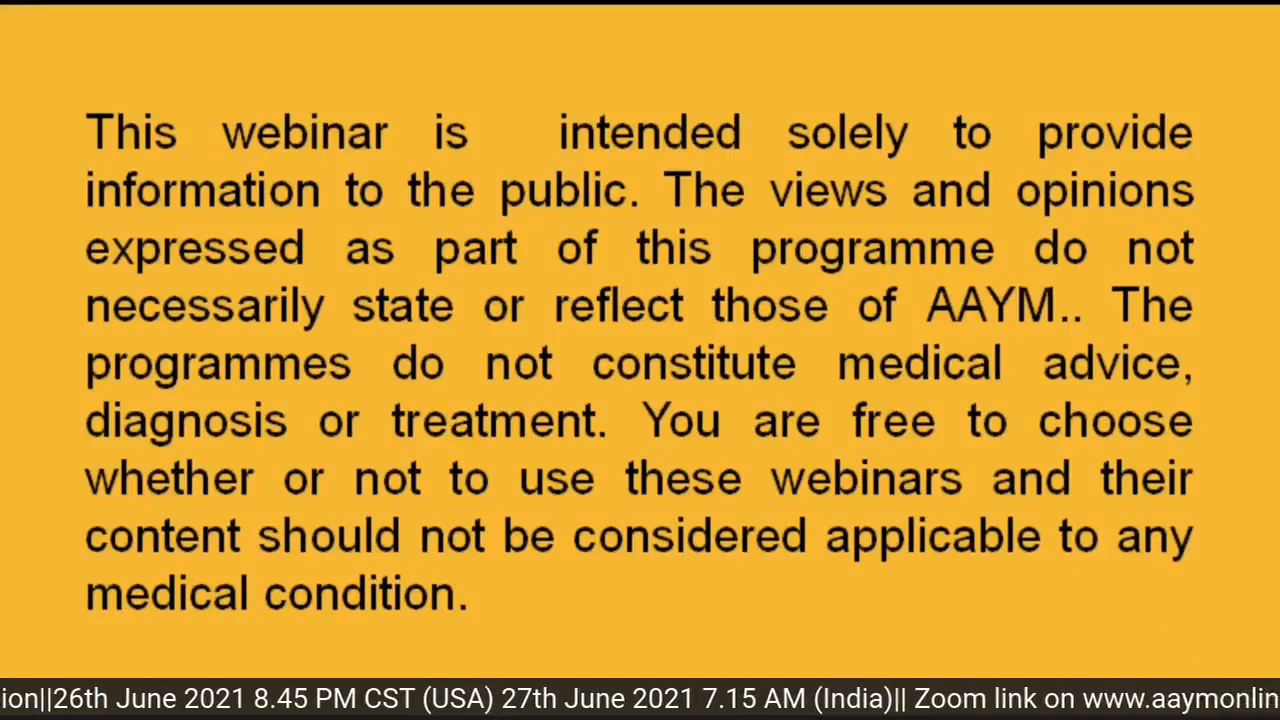 This webinar is intended solely to provide
information to the public. The views and opinions
expressed as part of this programme do not
necessarily state or reflect those of AAYM.. The
programmes do not constitute medical advice,
diagnosis or treatment. You are free to choose
whether or not to use these webinars and their
content should not be considered applicable to any
medical condition.
ion||26th June 2021 8.45 PM CST (USA) 27th June 2021 7.15 AM (India)|| Zoom link on www.aaymonlin